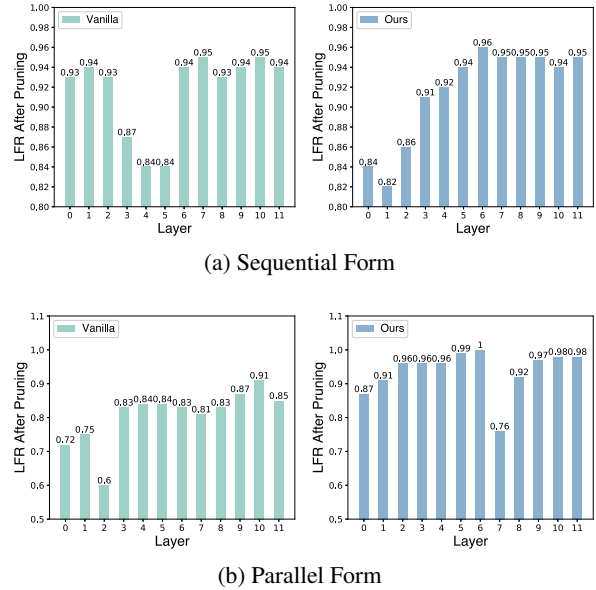 Vanilla
LFR After Pruning
1.00
0.98
0.96
0.94
0.92
0.90
0.88
0.86
0.84
0.82
0.80
0.93 0.94 0.93 0.87 0.84 0.84 0.94 0.95 0.93 0.94 0.95 0.94
0 1 2 3 4 5 6 7 8 9 10 11
Layer
Ours
LFR After Pruning
1.00
0.98
0.96
0.94
0.92
0.90
0.88
0.86
0.84
0.82
0.80
0.84 0.82 0.86 0.91 0.92 0.94 0.96 0.95 0.95 0.95 0.94 0.95
0 1 2 3 4 5 6 7 8 9 10 11
Layer
(a) Sequential Form
Vanilla
LFR After Pruning
1.1
1.0
0.9
0.8
0.7
0.6
0.5
0.72 0.75 0.6 0.83 0.84 0.84 0.83 0.81 0.83 0.87 0.91 0.85
0 1 2 3 4 5 6 7 8 9 10 11
Layer
Ours
LFR After Pruning
1.1
1.0
0.9
0.8
0.7
0.6
0.5
0.87 0.91 0.96 0.96 0.96 0.99 1 0.76 0.92 0.97 0.98 0.98
0 1 2 3 4 5 6 7 8 9 10 11
Layer
(b) Parallel Form